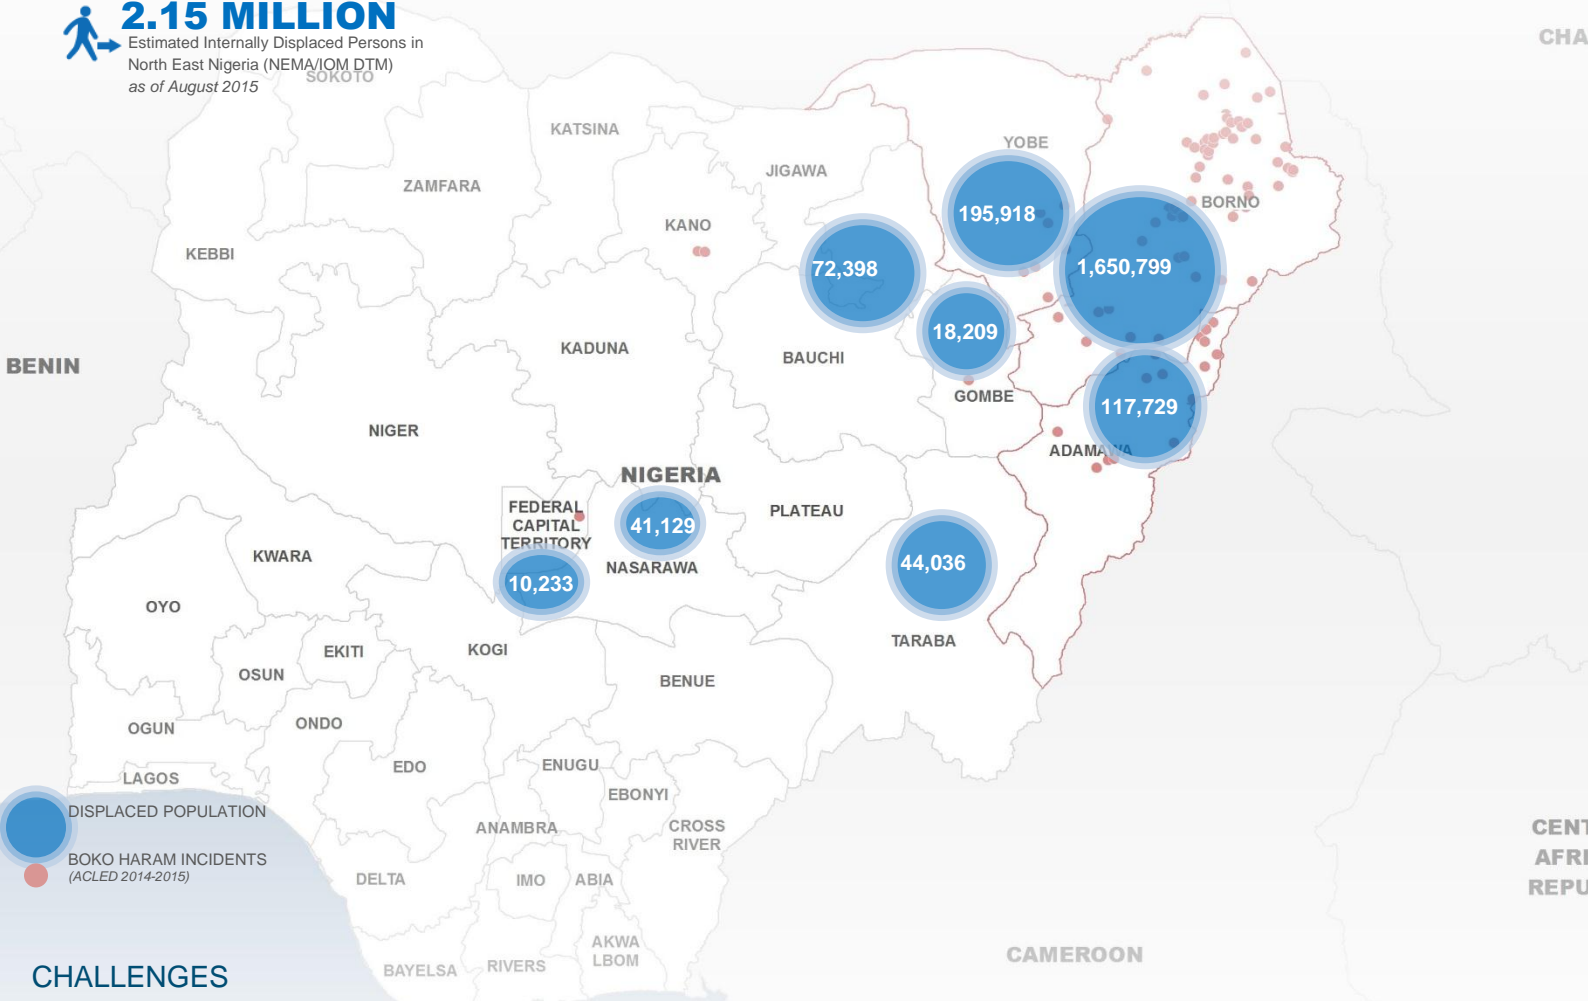 2.15 MILLION
Estimated Internally Displaced Persons in
North East Nigeria (NEMA/IOM DTM)
as of August 2015
SOKOTO
CHA
KATSINA
YOBE
JIGAWA
ZAMFARA
BORNO
195,918
KANO
KEBBI
72,398
1,650,799
18,209
KADUNA
BAUCHI
BENIN
GOMBE
117,729
NIGER
ADAMAWA
NIGERIA
FEDERAL
CAPITAL
TERRITORY
PLATEAU
41,129
KWARA
NASARAWA
44,036
10,233
OYO
TARABA
EKITI
KOGI
OSUN
BENUE
OGUN
ONDO
EDO
ENUGU
LAGOS
EBONYI
DISPLACED POPULATION
ANAMBRA
CROSS
RIVER
BOKO HARAM INCIDENTS
(ACLED 2014-2015)
DELTA
IMO
ABIA
CENT
AFRI
REPU
AKWA
LBOM
CAMEROON
BAYELSA
RIVERS
CHALLENGES